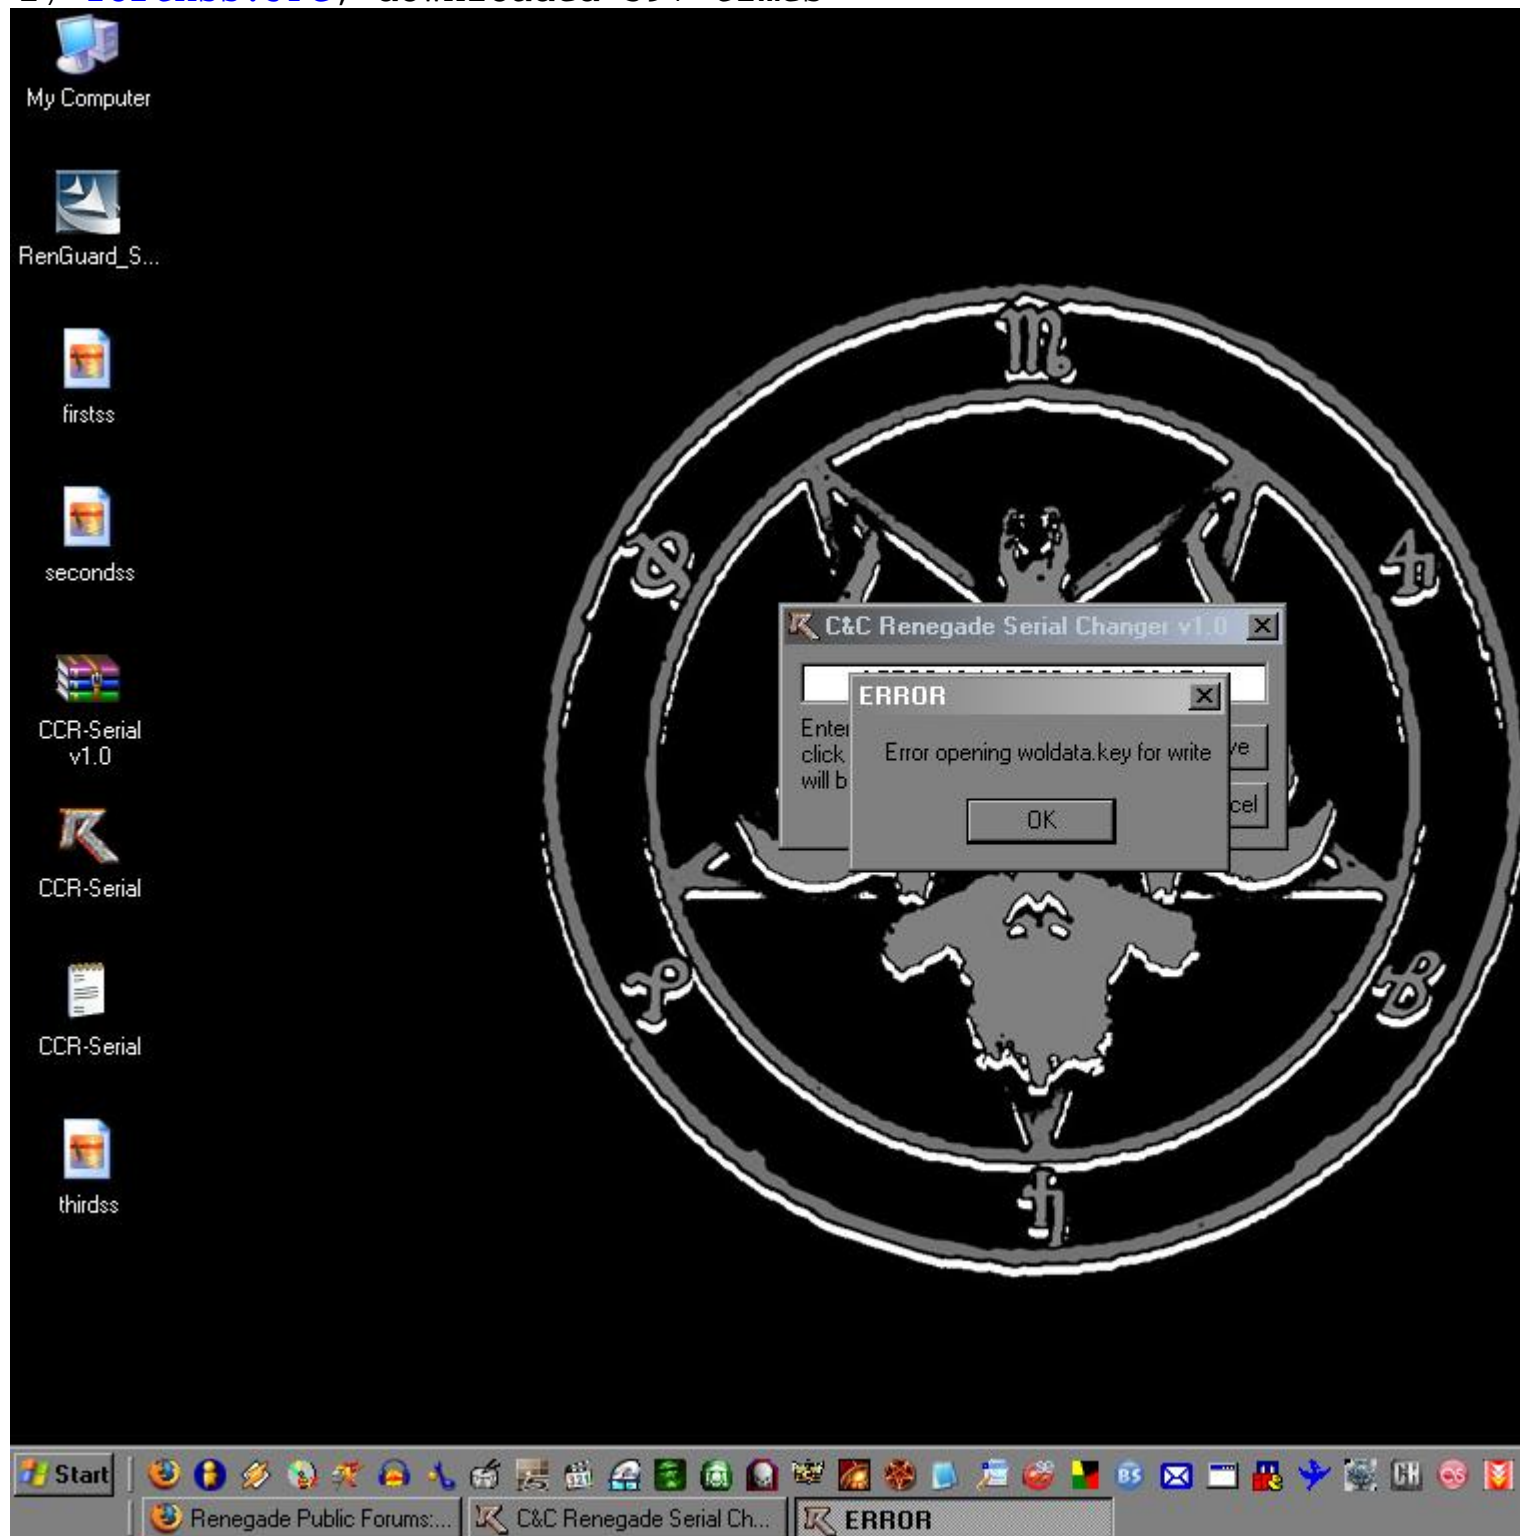 My Computer
RenGuard_S...
firstss
secondss
CCR-Serial
v1.0
CCR-Serial
CCR-Serial
thirdss
C&C Renegade Serial Changer v1.0
ERROR
Enter
click
will b
Error opening woldata.key for write
ve
cel
OK
Start
Renegade Public Forums:...
C&C Renegade Serial Ch...
ERROR